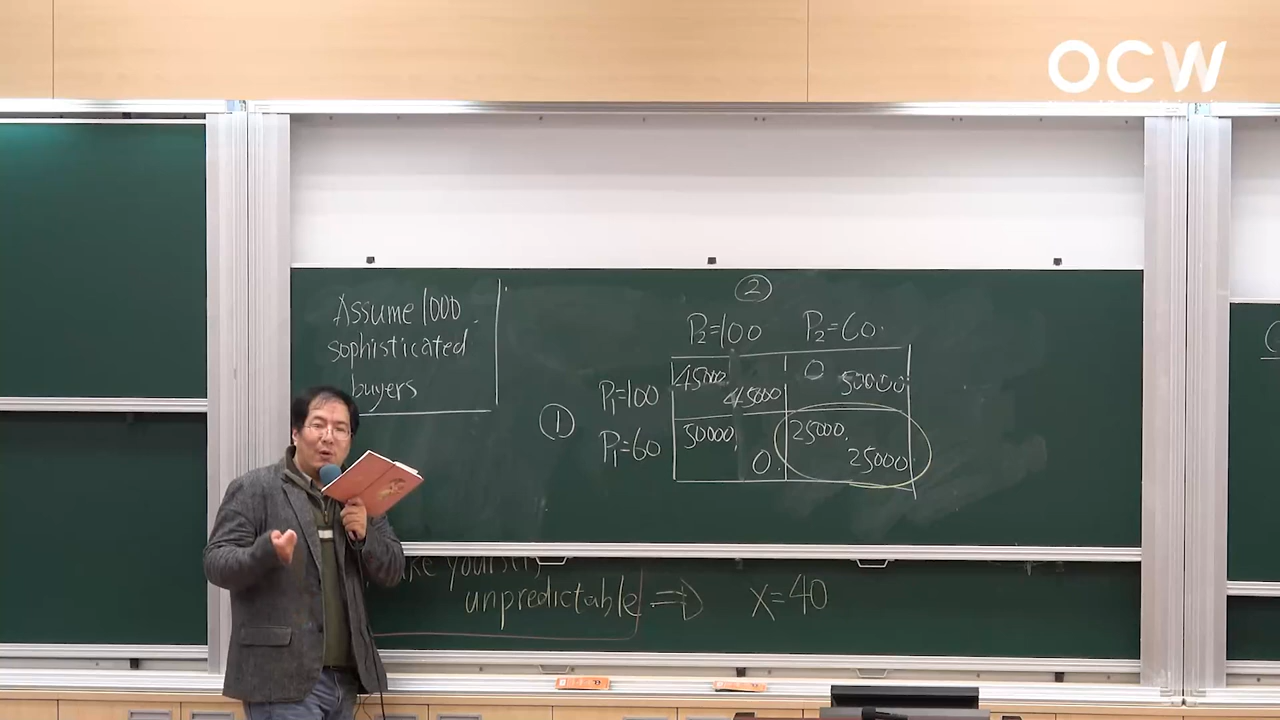 OCW
Assume 1000
sophisticated
buyers
②
P₂=100 P₂=60
①
P₁=100
45000, 45000
0 50000
P₁=60
50000, 0
25000, 25000
unpredictable ⇒ X=40